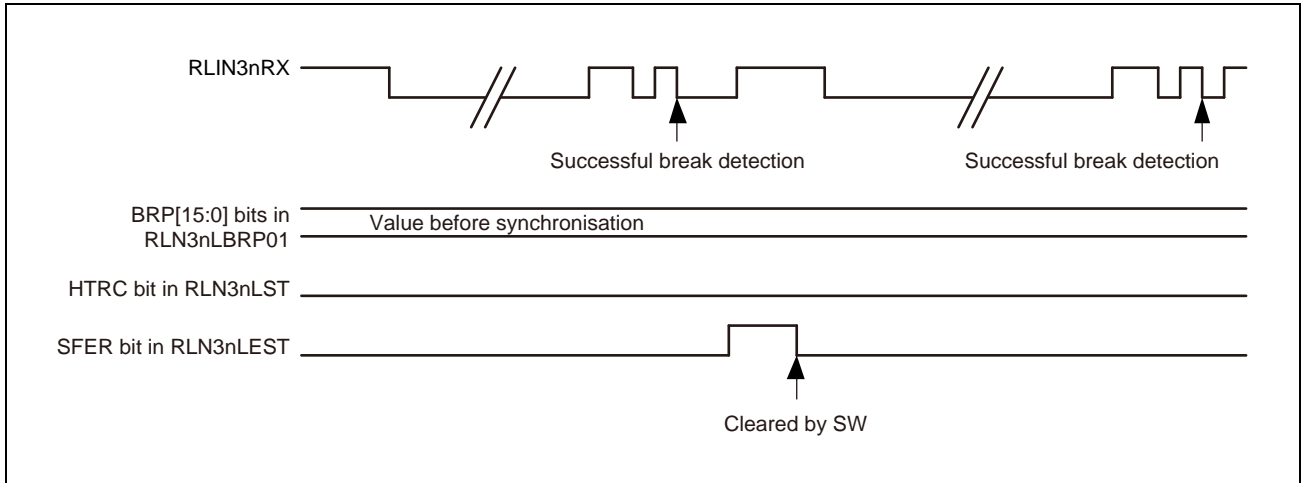 RLIN3nRX
Successful break detection
Successful break detection
BRP[15:0] bits in
RLN3nLBRP01
Value before synchronisation
HTRC bit in RLN3nLST
SFER bit in RLN3nLEST
Cleared by SW